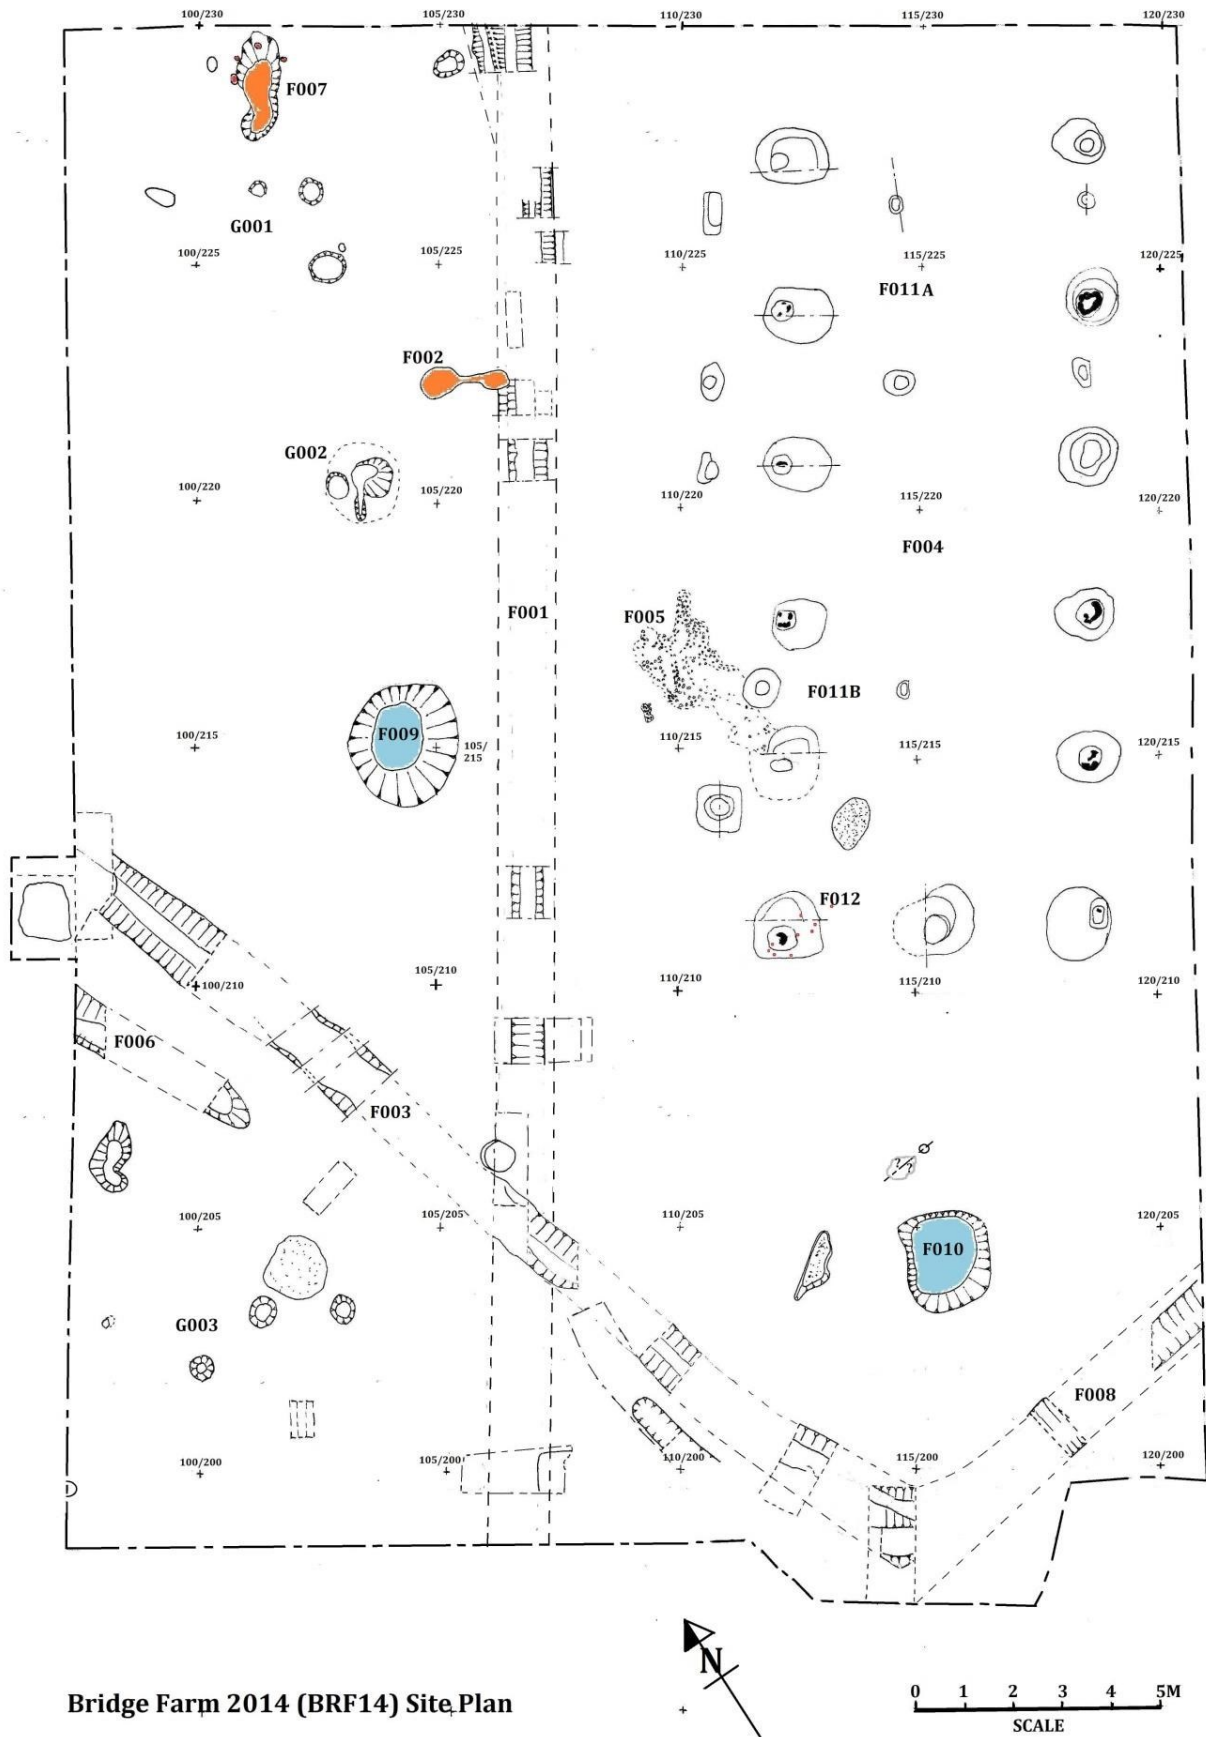 100/230 105/230 110/230 115/230 120/230
F007
G001
100/225 105/225 110/225 115/225 120/225
F011A
F002
G002
100/220 105/220 110/220 115/220 120/220
F004
F001 F005
F011B
F009
100/215 105/
215 110/215 115/215 120/215
F012
100/210 105/210 110/210 115/210 120/210
F006
F003
100/205 105/205 110/205 120/205
F010
G003
F008
100/200 105/200 110/200 115/200 120/200
N
Bridge Farm 2014 (BRF14) Site Plan
0 1 2 3 4 5M
SCALE